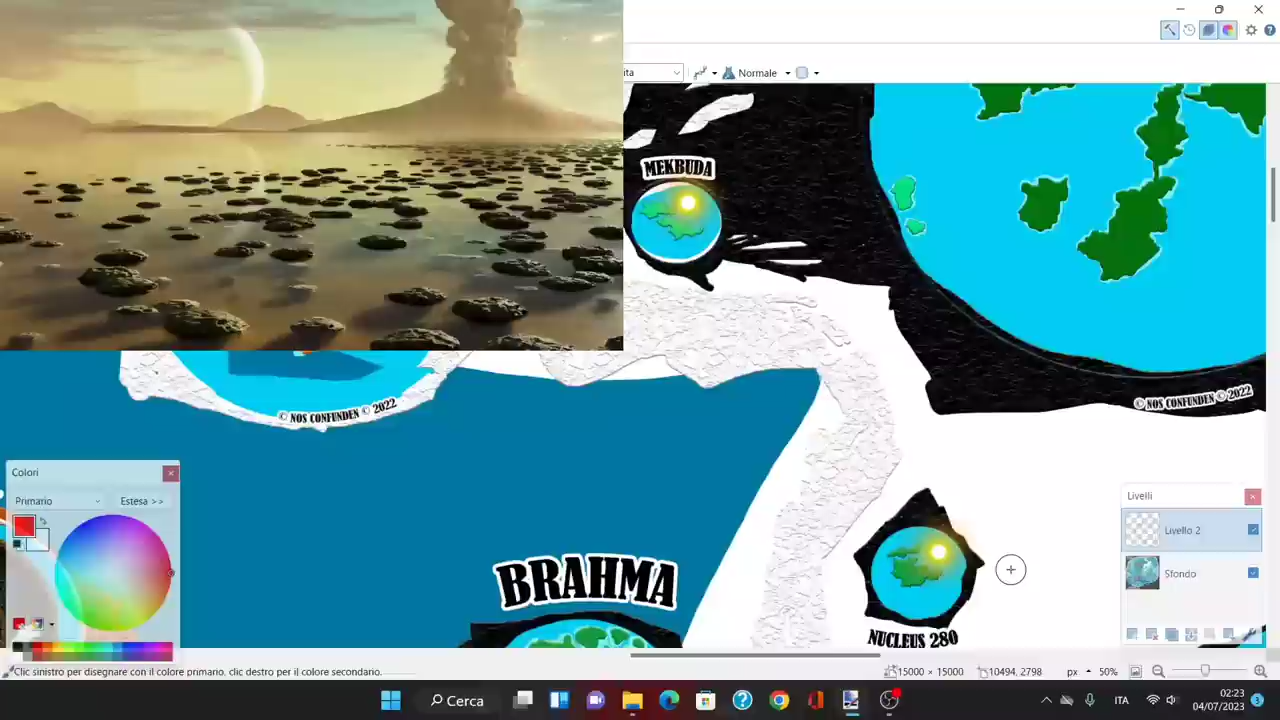 ita
Normale
MEKBUDA
© NOS CONFUNDEN © 2022
© NOS CONFUNDEN © 2022
Colori
Primario
Estesa >>
Livelli
Livello 2
Sfondo
BRAHMA
NUCLEUS 280
Clic sinistro per disegnare con il colore primario, clic destro per il colore secondario.
15000 × 15000
10494, 2798
px
50%
Cerca
ITA
02:23
04/07/2023
3